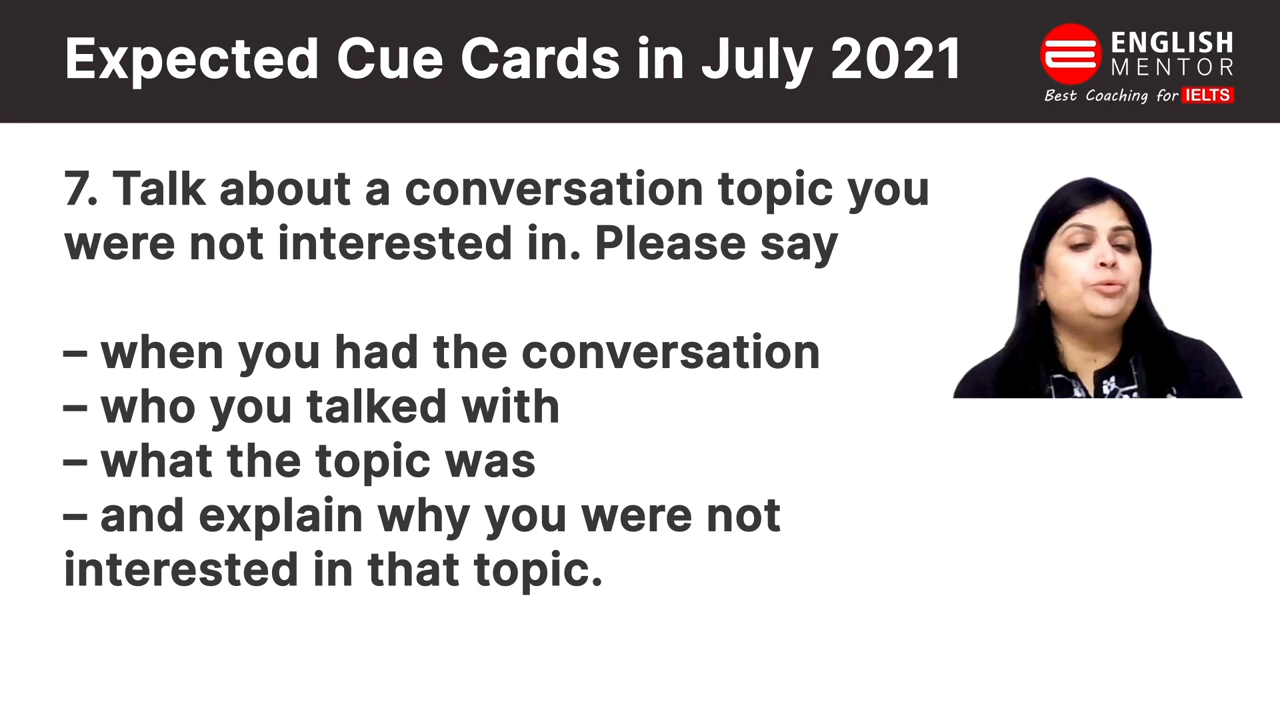 Expected Cue Cards in July 2021
ENGLISH
MENTOR
Best Coaching for IELTS
7. Talk about a conversation topic you
were not interested in. Please say
– when you had the conversation
– who you talked with
– what the topic was
– and explain why you were not
interested in that topic.